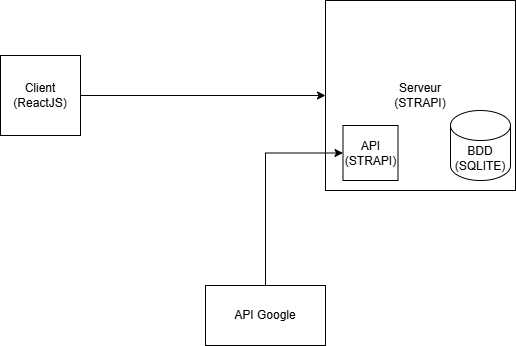 Client
(ReactJS)
Serveur
(STRAPI)
API
(STRAPI)
BDD
(SQLITE)
API Google